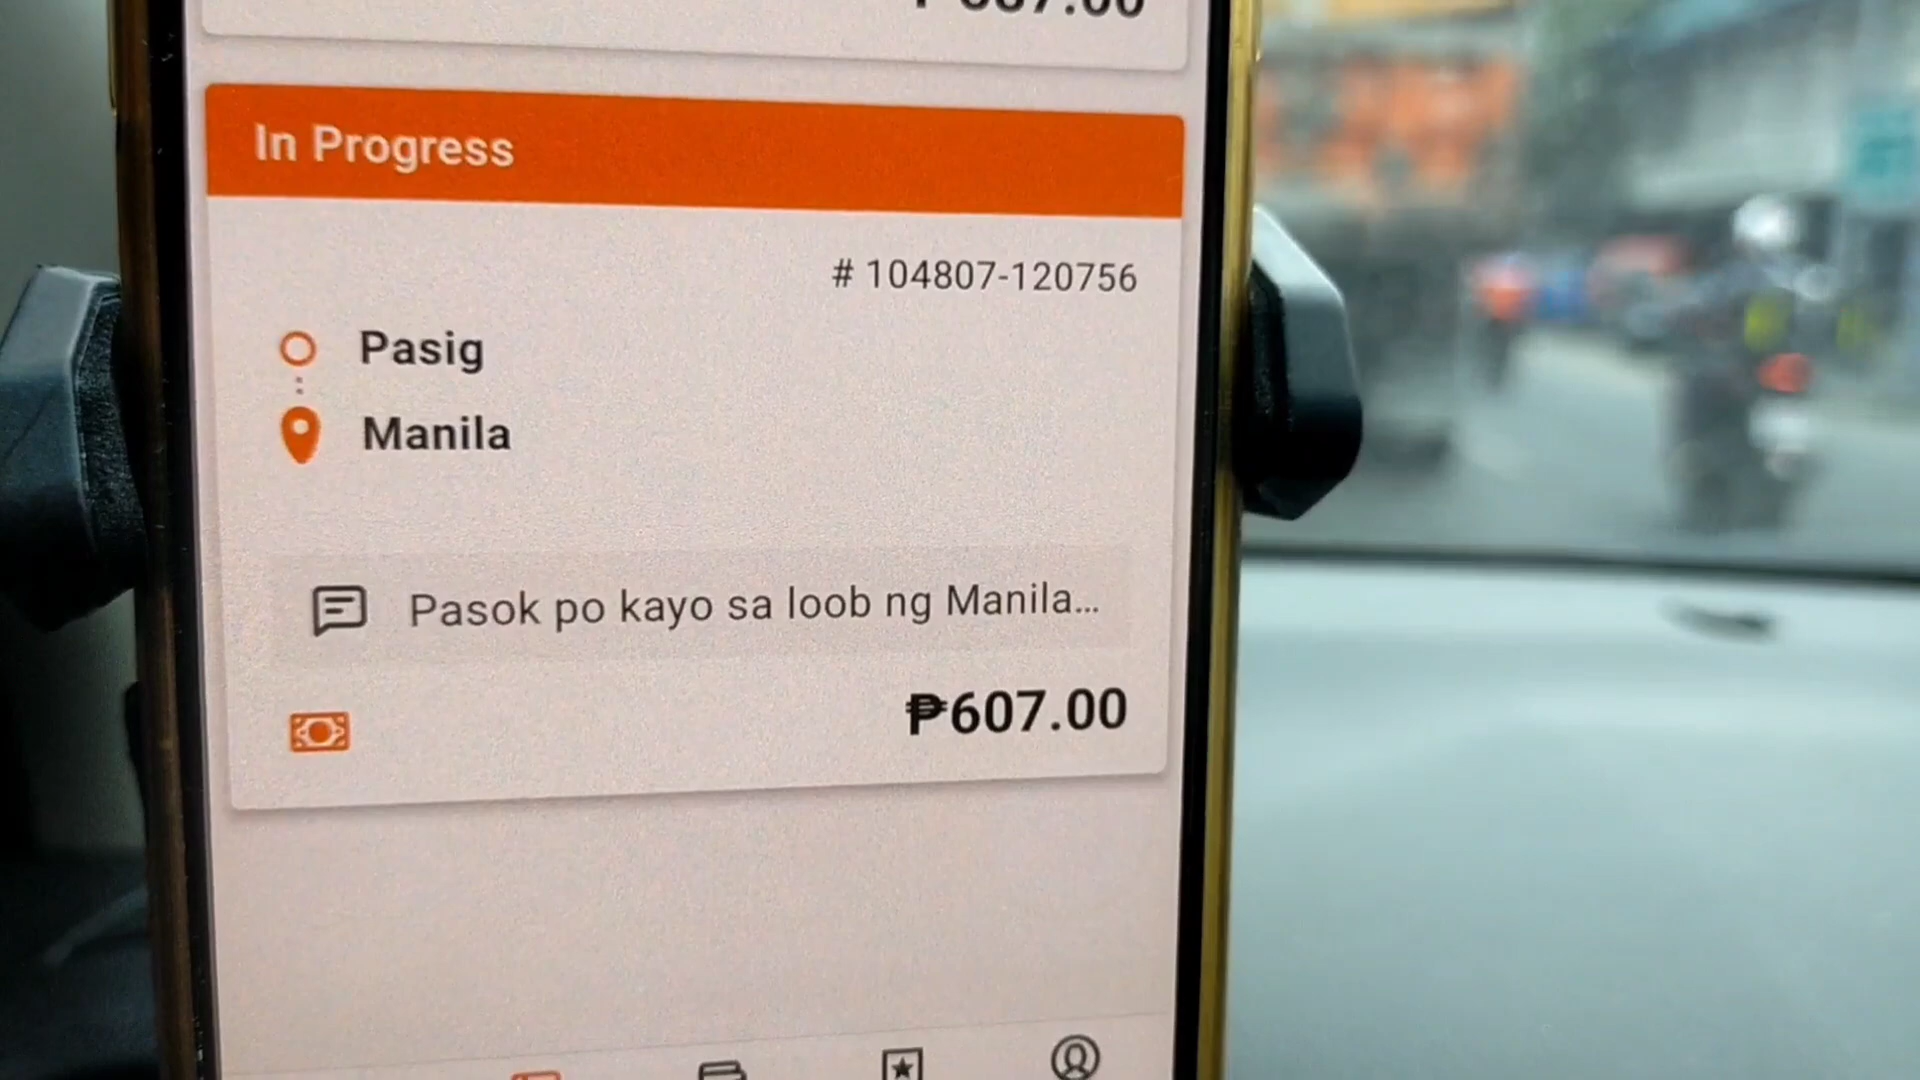 In Progress
# 104807-120756
Pasig
Manila
Pasok po kayo sa loob ng Manila...
₱607.00